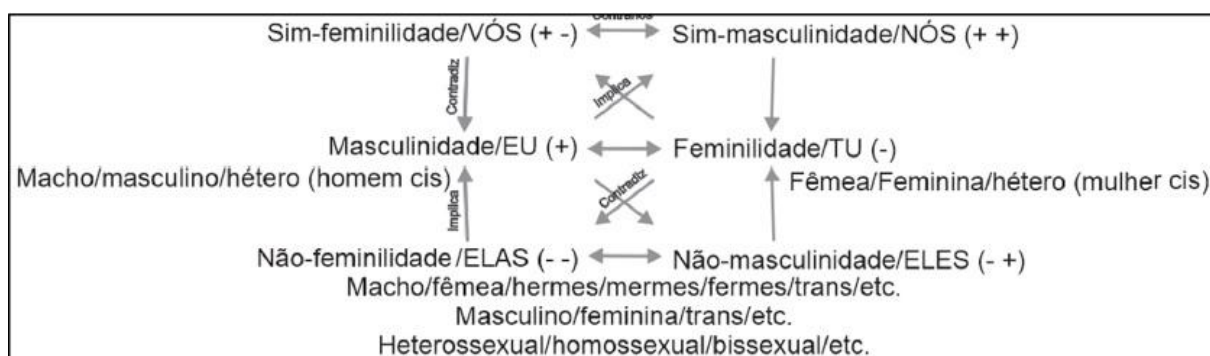 Contrários
Sim-feminilidade/VÓS (+ -) Sim-masculinidade/NÓS (+ +)
Contradiz Implica
Masculinidade/EU (+) Feminilidade/TU (-)
Macho/masculino/hétero (homem cis) Fêmea/Feminina/hétero (mulher cis)
Implica Contradiz
Não-feminilidade/ELAS (- -) Não-masculinidade/ELES (- +)
Macho/fêmea/hermes/mermes/fermes/trans/etc.
Masculino/feminina/trans/etc.
Heterossexual/homossexual/bissexual/etc.